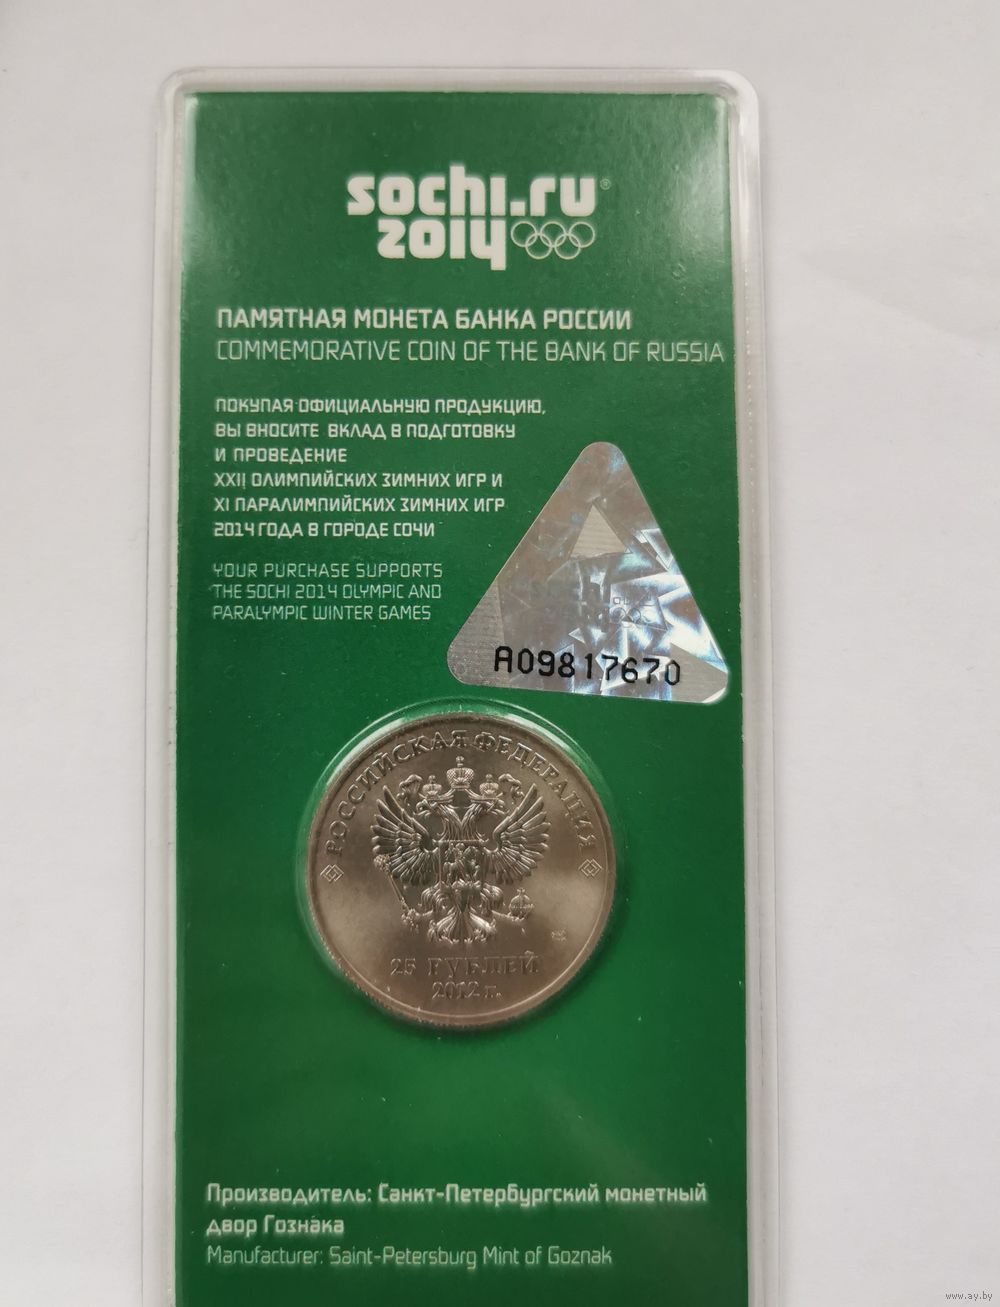 sochi.ru®
2014
ПАМЯТНАЯ МОНЕТА БАНКА РОССИИ
COMMEMORATIVE COIN OF THE BANK OF RUSSIA
ПОКУПАЯ ОФИЦИАЛЬНУЮ ПРОДУКЦИЮ,
ВЫ ВНОСИТЕ ВКЛАД В ПОДГОТОВКУ
И ПРОВЕДЕНИЕ
XXII ОЛИМПИЙСКИХ ЗИМНИХ ИГР И
XI ПАРАЛИМПИЙСКИХ ЗИМНИХ ИГР
2014 ГОДА В ГОРОДЕ СОЧИ
YOUR PURCHASE SUPPORTS
THE SOCHI 2014 OLYMPIC AND
PARALYMPIC WINTER GAMES
A09817670
РОССИЙСКАЯ ФЕДЕРАЦИЯ
25 РУБЛЕЙ
2012 г.
Производитель: Санкт-Петербургский монетный
двор Гознака
Manufacturer: Saint-Petersburg Mint of Goznak
www.ay.by